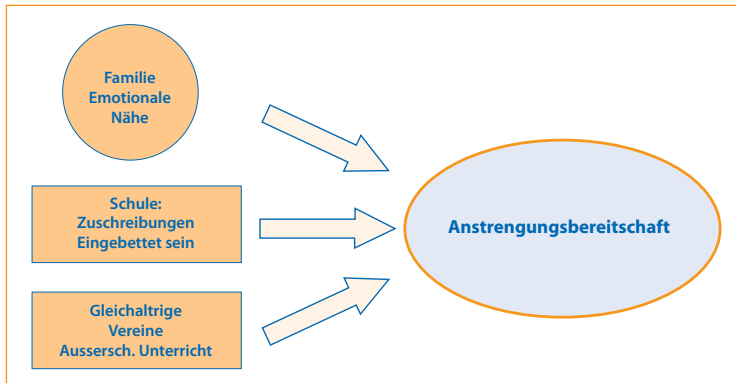 Familie
Emotionale
Nähe
Schule:
Zuschreibungen
Eingebettet sein
Gleichaltrige
Vereine
Aussersch. Unterricht
Anstrengungsbereitschaft